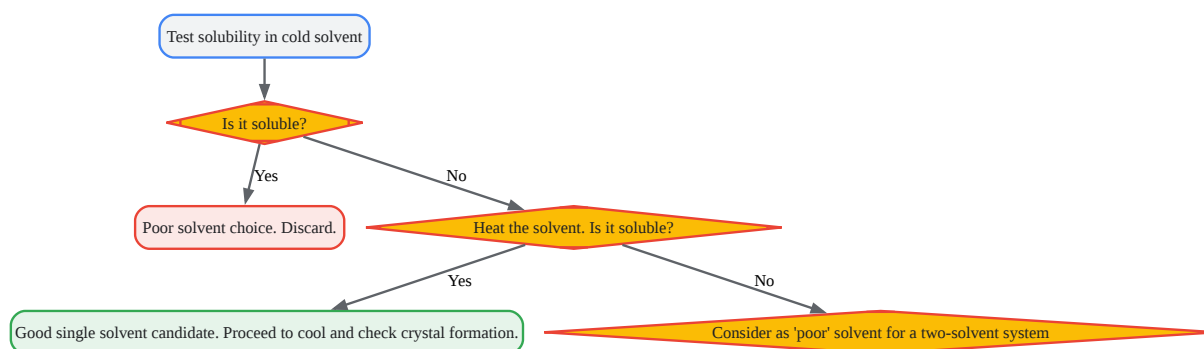 Test solubility in cold solvent
Is it soluble?
Yes
No
Poor solvent choice. Discard.
Heat the solvent. Is it soluble?
Yes
No
Good single solvent candidate. Proceed to cool and check crystal formation.
Consider as 'poor' solvent for a two-solvent system